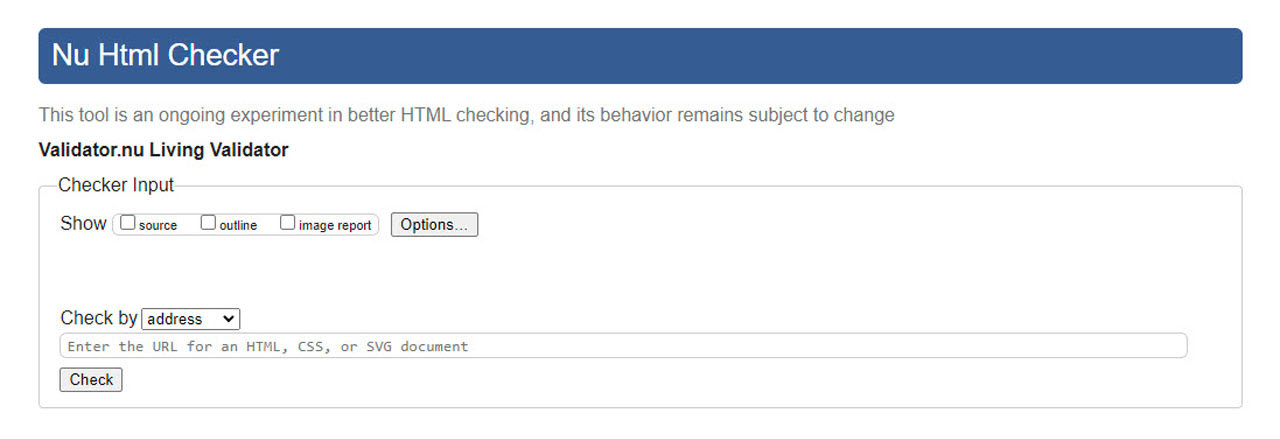 Nu Html Checker
This tool is an ongoing experiment in better HTML checking, and its behavior remains subject to change
Validator.nu Living Validator
Checker Input
Show source outline image report Options...
Check by address
Enter the URL for an HTML, CSS, or SVG document
Check